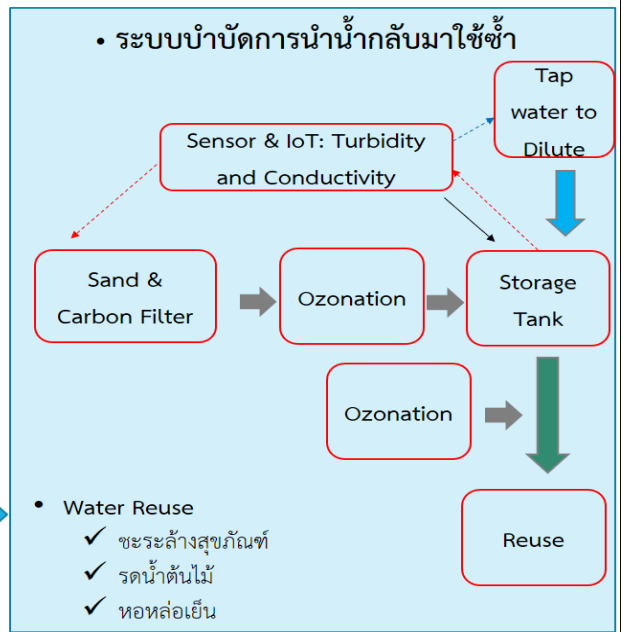 • ระบบบำบัดการนำน้ำกลับมาใช้ซ้ำ
Tap
water to
Dilute
Sensor & IoT: Turbidity
and Conductivity
Sand &
Carbon Filter
Ozonation
Storage
Tank
Ozonation
Reuse
• Water Reuse
✓ ชะระล้างสุขภัณฑ์
✓ รดน้ำต้นไม้
✓ หอหล่อเย็น